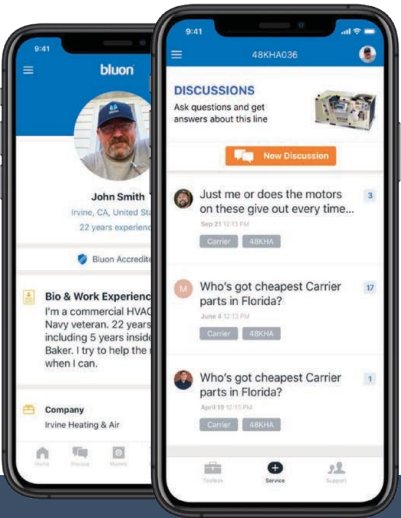 9:41
bluon
John Smith
Irvine, CA, United Sta
22 years experienc
Bluon Accredite
Bio & Work Experienc
I'm a commercial HVAC
Navy veteran. 22 years
including 5 years inside
Baker. I try to help the
when I can.
Company
Irvine Heating & Air
Home
9:41
48KHA036
DISCUSSIONS
Ask questions and get
answers about this line
New Discussion
Just me or does the motors
on these give out every time...
3
Sep 21 12:13 PM
Carrier
48KHA
M
Who's got cheapest Carrier
parts in Florida?
17
June 4 12:13 PM
Carrier
48KHA
Who's got cheapest Carrier
parts in Florida?
1
April 19 12:13 PM
Carrier
48KHA
Toolbox
Service
Support